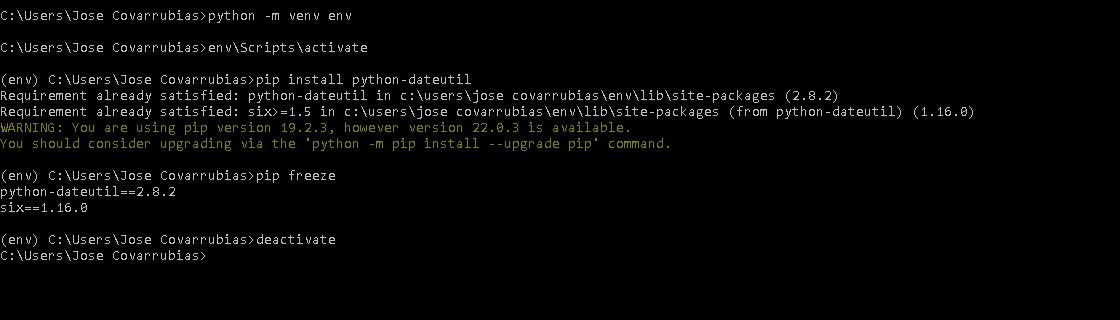 C:\Users\Jose Covarrubias>python -m venv env
C:\Users\Jose Covarrubias>env\Scripts\activate
(env) C:\Users\Jose Covarrubias>pip install python-dateutil
Requirement already satisfied: python-dateutil in c:\users\jose covarrubias\env\lib\site-packages (2.8.2)
Requirement already satisfied: six>=1.5 in c:\users\jose covarrubias\env\lib\site-packages (from python-dateutil) (1.16.0)
WARNING: You are using pip version 19.2.3, however version 22.0.3 is available.
You should consider upgrading via the 'python -m pip install --upgrade pip' command.
(env) C:\Users\Jose Covarrubias>pip freeze
python-dateutil==2.8.2
six==1.16.0
(env) C:\Users\Jose Covarrubias>deactivate
C:\Users\Jose Covarrubias>